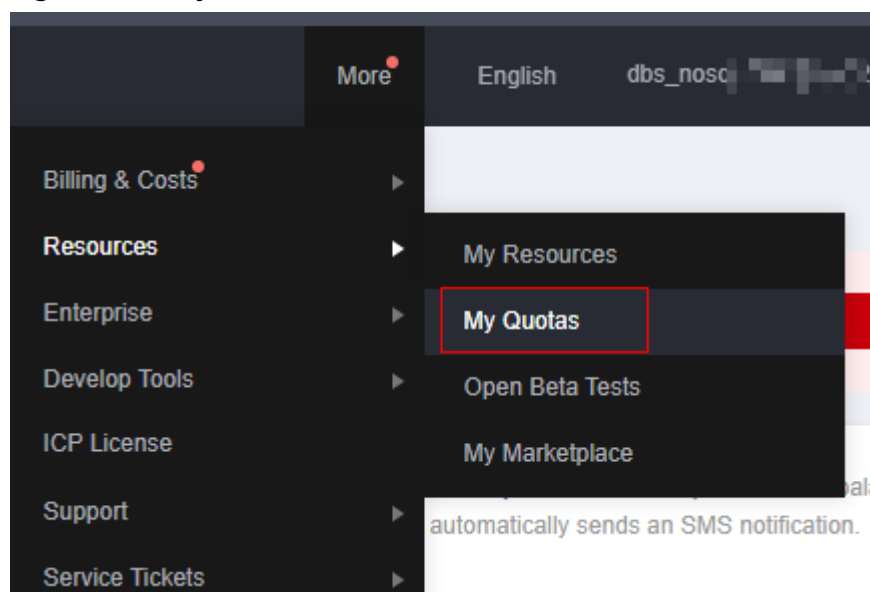 More English dbs_nosq
Billing & Costs
Resources
Enterprise
Develop Tools
ICP License
Support
Service Tickets
My Resources
My Quotas
Open Beta Tests
My Marketplace
automatically sends an SMS notification.